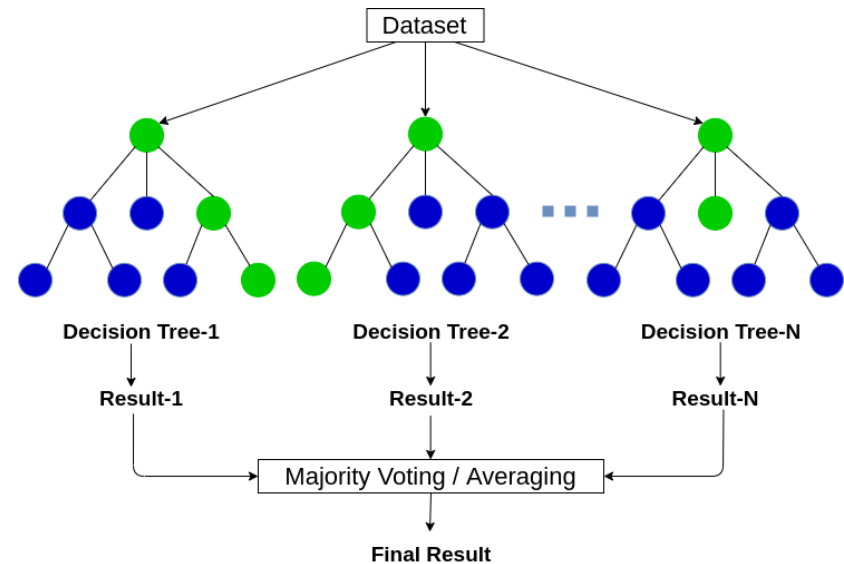 Dataset
Decision Tree-1
Decision Tree-2
Decision Tree-N
Result-1
Result-2
Result-N
Majority Voting / Averaging
Final Result